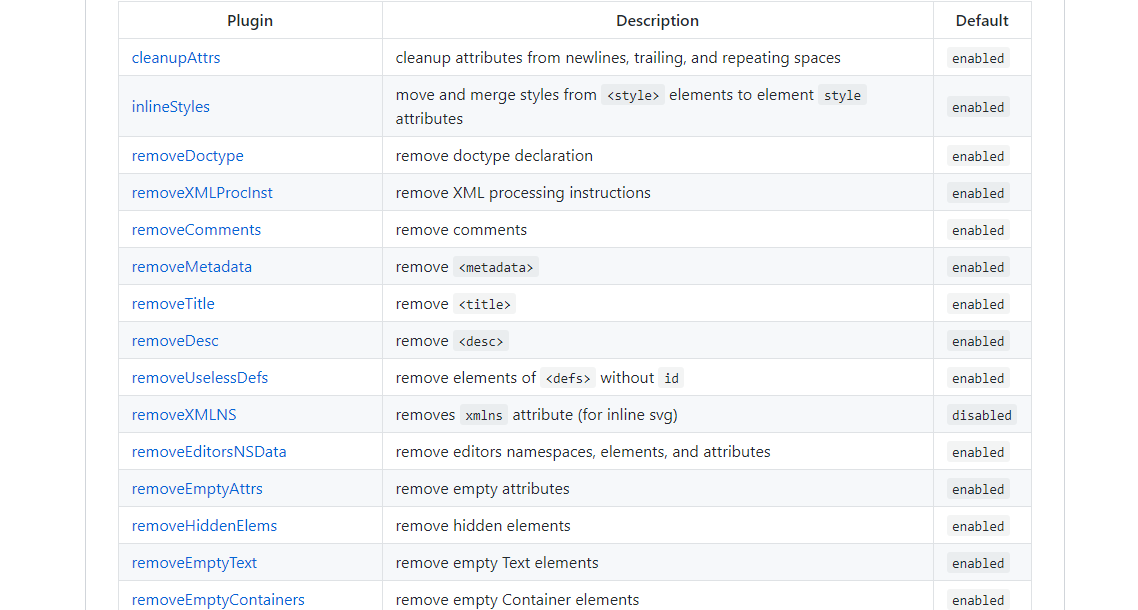 Plugin Description Default
cleanupAttrs cleanup attributes from newlines, trailing, and repeating spaces enabled
inlineStyles move and merge styles from <style> elements to element style
attributes enabled
removeDoctype remove doctype declaration enabled
removeXMLProcInst remove XML processing instructions enabled
removeComments remove comments enabled
removeMetadata remove <metadata> enabled
removeTitle remove <title> enabled
removeDesc remove <desc> enabled
removeUselessDefs remove elements of <defs> without id enabled
removeXMLNS removes xmlns attribute (for inline svg) disabled
removeEditorsNSData remove editors namespaces, elements, and attributes enabled
removeEmptyAttrs remove empty attributes enabled
removeHiddenElems remove hidden elements enabled
removeEmptyText remove empty Text elements enabled
removeEmptyContainers remove empty Container elements enabled